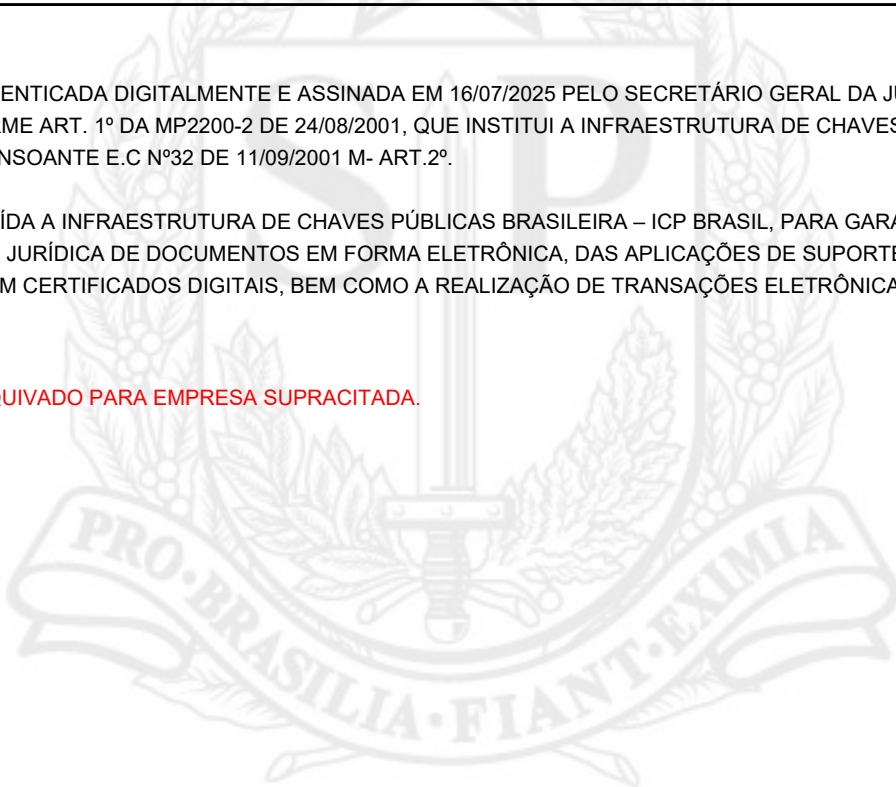 ENTICADA DIGITALMENTE E ASSINADA EM 16/07/2025 PELO SECRETÁRIO GERAL DA JU
AME ART. 1º DA MP2200-2 DE 24/08/2001, QUE INSTITUI A INFRAESTRUTURA DE CHAVES
NSOANTE E.C Nº32 DE 11/09/2001 M- ART.2º.
ÍDA A INFRAESTRUTURA DE CHAVES PÚBLICAS BRASILEIRA – ICP BRASIL, PARA GARA
JURÍDICA DE DOCUMENTOS EM FORMA ELETRÔNICA, DAS APLICAÇÕES DE SUPORTE
M CERTIFICADOS DIGITAIS, BEM COMO A REALIZAÇÃO DE TRANSAÇÕES ELETRÔNICA
QUIVADO PARA EMPRESA SUPRACITADA.
SP
PRO·BRASILIA·FIANT·EXIMIA